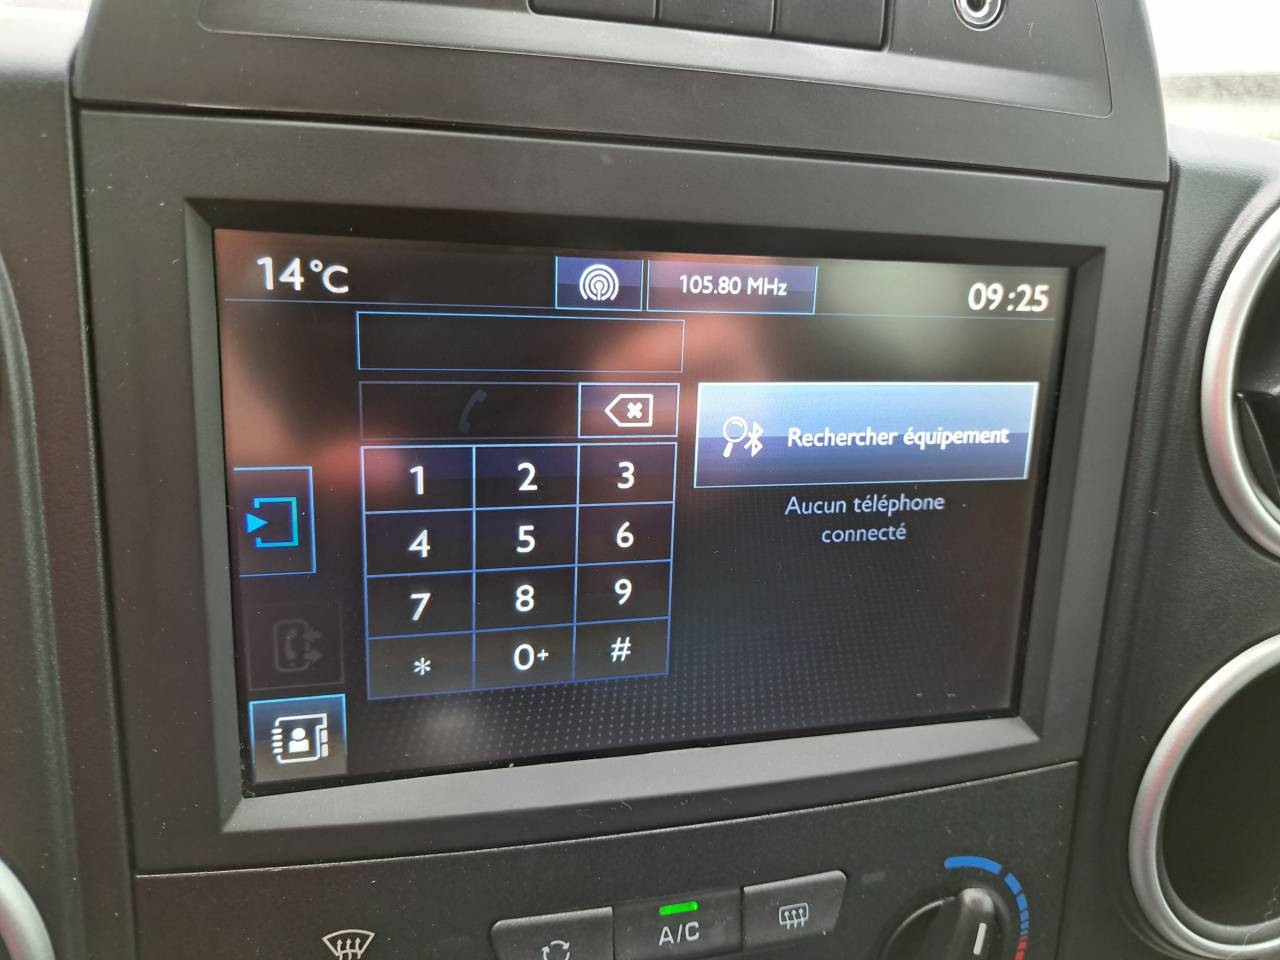 14°C
105.80 MHz
09:25
Rechercher équipement
Aucun téléphone
connecté
1 2 3
4 5 6
7 8 9
* 0+ #
A/C